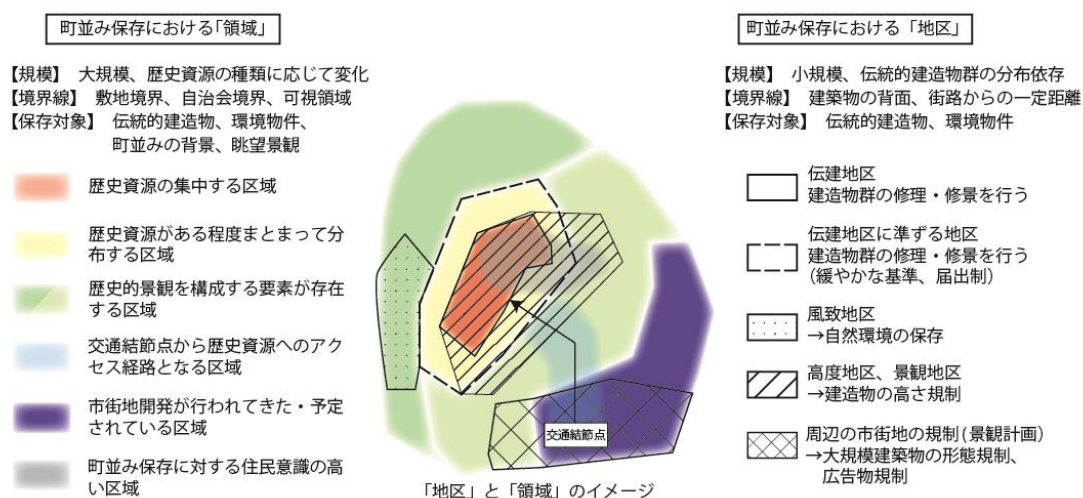 町並み保存における「領域」
【規模】 大規模、歴史資源の種類に応じて変化
【境界線】 敷地境界、自治会境界、可視領域
【保存対象】 伝統的建造物、環境物件、
町並みの背景、眺望景観
歴史資源の集中する区域
歴史資源がある程度まとまって分
布する区域
歴史的景観を構成する要素が存在
する区域
交通結節点から歴史資源へのアク
セス経路となる区域
市街地開発が行われてきた・予定
されている区域
町並み保存に対する住民意識の高
い区域
交通結節点
「地区」と「領域」のイメージ
町並み保存における「地区」
【規模】 小規模、伝統的建造物群の分布依存
【境界線】 建築物の背面、街路からの一定距離
【保存対象】 伝統的建造物、環境物件
伝建地区
建造物群の修理・修景を行う
伝建地区に準ずる地区
建造物群の修理・修景を行う
(緩やかな基準、届出制)
風致地区
→自然環境の保存
高度地区、景観地区
→建造物の高さ規制
周辺の市街地の規制(景観計画)
→大規模建築物の形態規制、
広告物規制